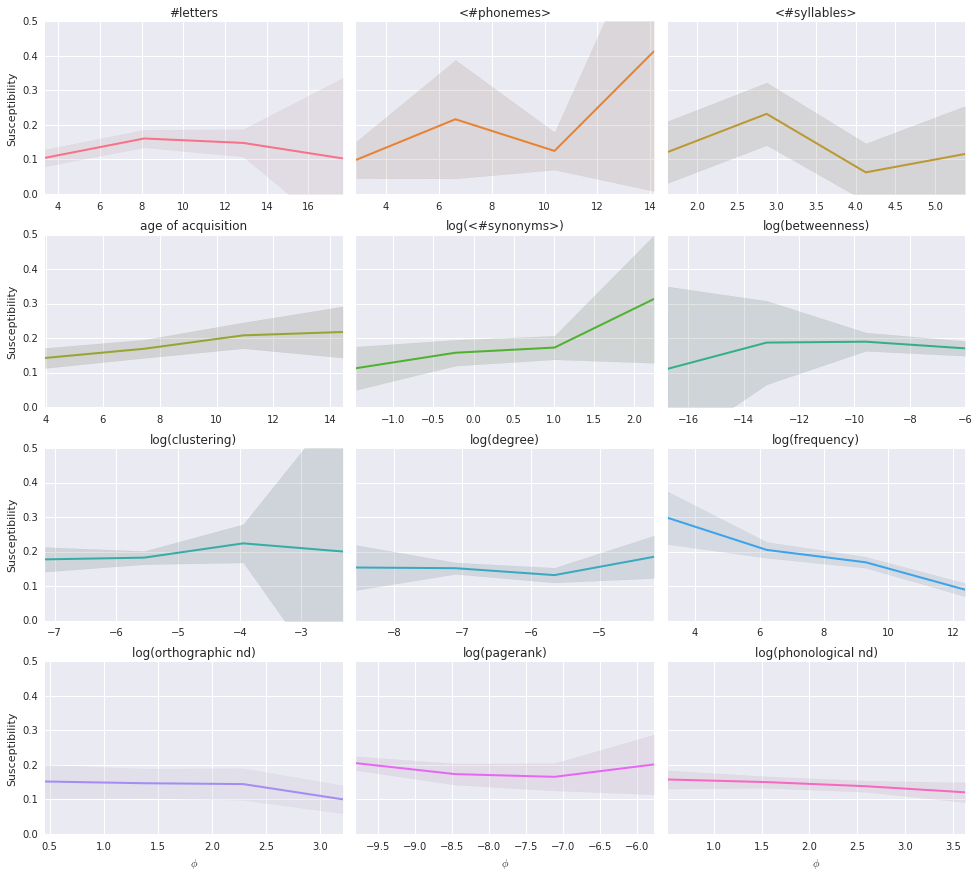 #letters <#phonemes> <#syllables>
0.5
0.4
0.3
0.2
0.1
0.0
Susceptibility
4 6 8 10 12 14 16
4 6 8 10 12 14
2.0 2.5 3.0 3.5 4.0 4.5 5.0
age of acquisition log(<#synonyms>) log(betweenness)
0.5
0.4
0.3
0.2
0.1
0.0
Susceptibility
4 6 8 10 12 14
−1.0 −0.5 0.0 0.5 1.0 1.5 2.0
−16 −14 −12 −10 −8 −6
log(clustering) log(degree) log(frequency)
0.5
0.4
0.3
0.2
0.1
0.0
Susceptibility
−7 −6 −5 −4 −3
−8 −7 −6 −5
4 6 8 10 12
log(orthographic nd) log(pagerank) log(phonological nd)
0.5
0.4
0.3
0.2
0.1
0.0
Susceptibility
0.5 1.0 1.5 2.0 2.5 3.0
−9.5 −9.0 −8.5 −8.0 −7.5 −7.0 −6.5 −6.0
1.0 1.5 2.0 2.5 3.0 3.5
ϕ ϕ ϕ